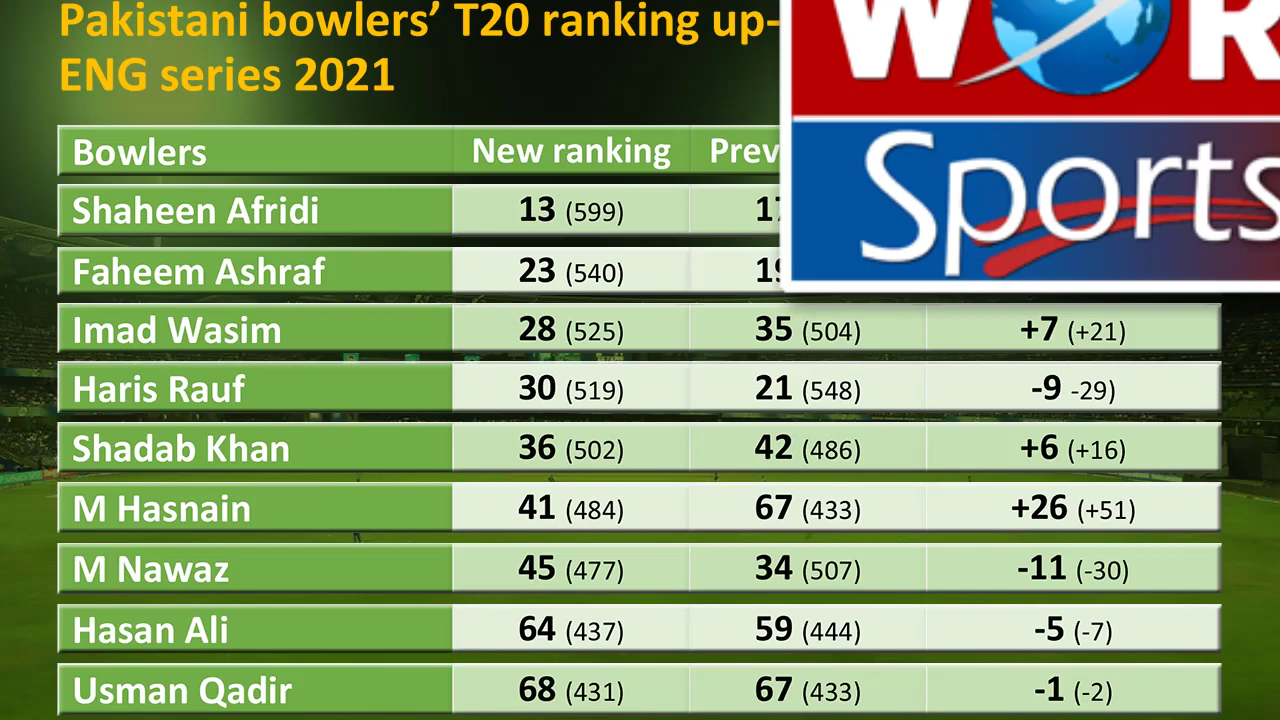 Pakistani bowlers’ T20 ranking up-
ENG series 2021
Bowlers New ranking
Shaheen Afridi 13 (599) 17
Faheem Ashraf 23 (540) 19
Imad Wasim 28 (525) 35 (504) +7 (+21)
Haris Rauf 30 (519) 21 (548) -9 -29)
Shadab Khan 36 (502) 42 (486) +6 (+16)
M Hasnain 41 (484) 67 (433) +26 (+51)
M Nawaz 45 (477) 34 (507) -11 (-30)
Hasan Ali 64 (437) 59 (444) -5 (-7)
Usman Qadir 68 (431) 67 (433) -1 (-2)
Sports